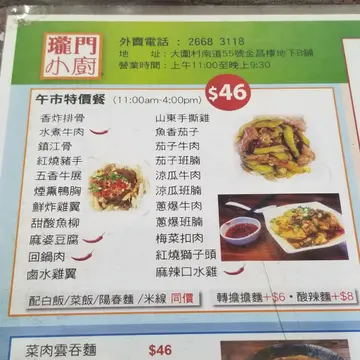 瓏門
小廚
外賣電話 : 2668 3118
地址 : 大圍村南道55號金昌樓地下B舖
營業時間 : 上午11:00至晚上9:30
午市特價餐 (11:00am-4:00pm) $46
香炸排骨
水煮牛肉
鎮江骨
紅燒豬手
五香牛展
煙熏鴨胸
鮮炸雞翼
甜酸魚柳
麻婆豆腐
回鍋肉
鹵水雞翼
山東手撕雞
魚香茄子
茄子牛肉
茄子班腩
涼瓜牛肉
涼瓜班腩
蔥爆牛肉
蔥爆班腩
梅菜扣肉
紅燒獅子頭
麻辣口水雞
配白飯/菜飯/陽春麵/米線 同價
轉擔擔麵+$6、酸辣麵+$8
菜肉雲吞麵 $46